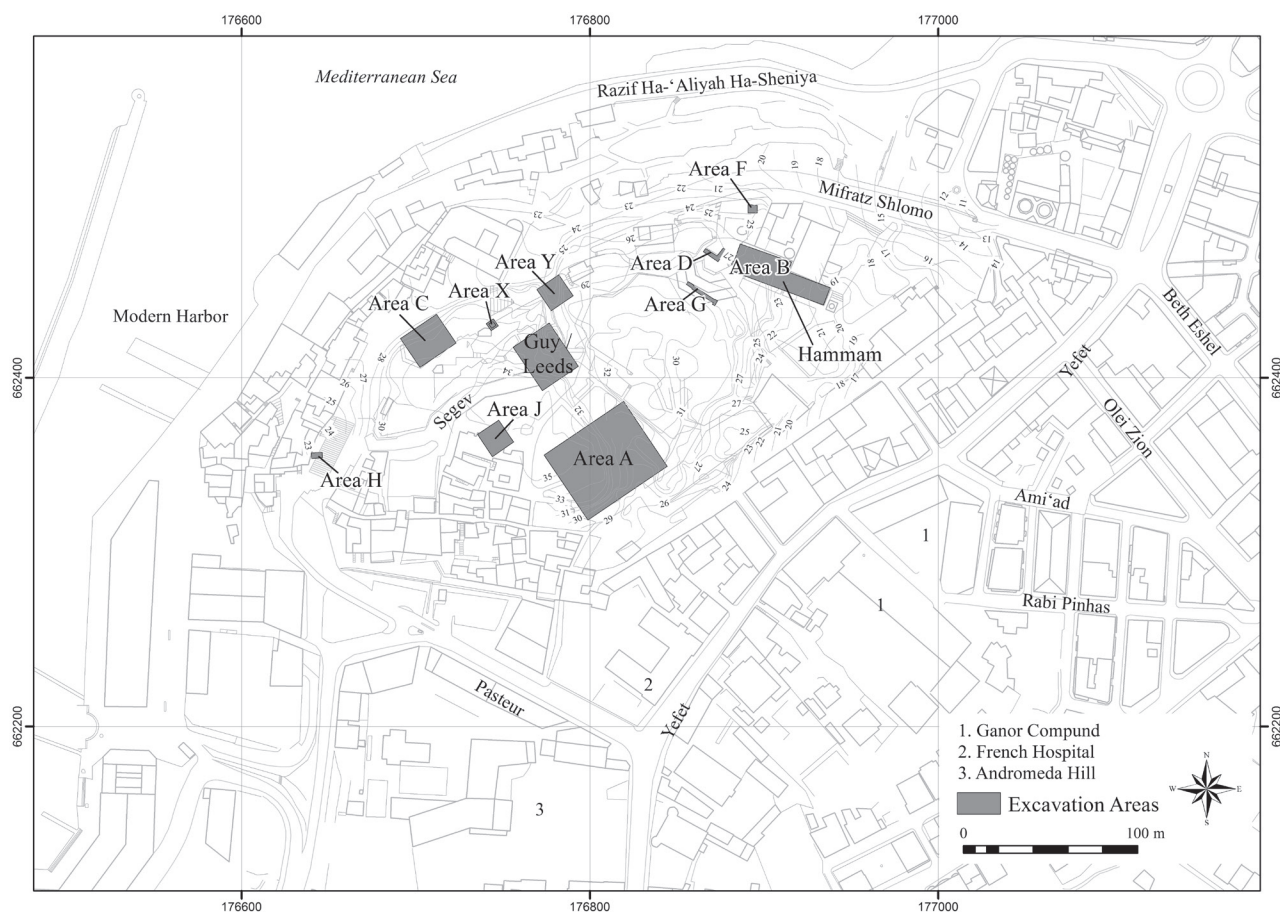 176600
176800
177000
Mediterranean Sea
Razif Ha-‘Aliyah Ha-Sheniya
Area F
Mifratz Shlomo
Area Y
Area D
Area B
Area X
Area G
Area C
Modern Harbor
Beth Eshel
Guy
Leeds
Hammam
Yefet
662400
662400
Segev
Area J
Olei Zion
Area A
Area H
Ami‘ad
1
1
Rabi Pinhas
2
Pasteur
Yefet
662200
662200
1. Ganor Compund
2. French Hospital
3. Andromeda Hill
N
W E
S
Excavation Areas
3
0 100 m
176600
176800
177000